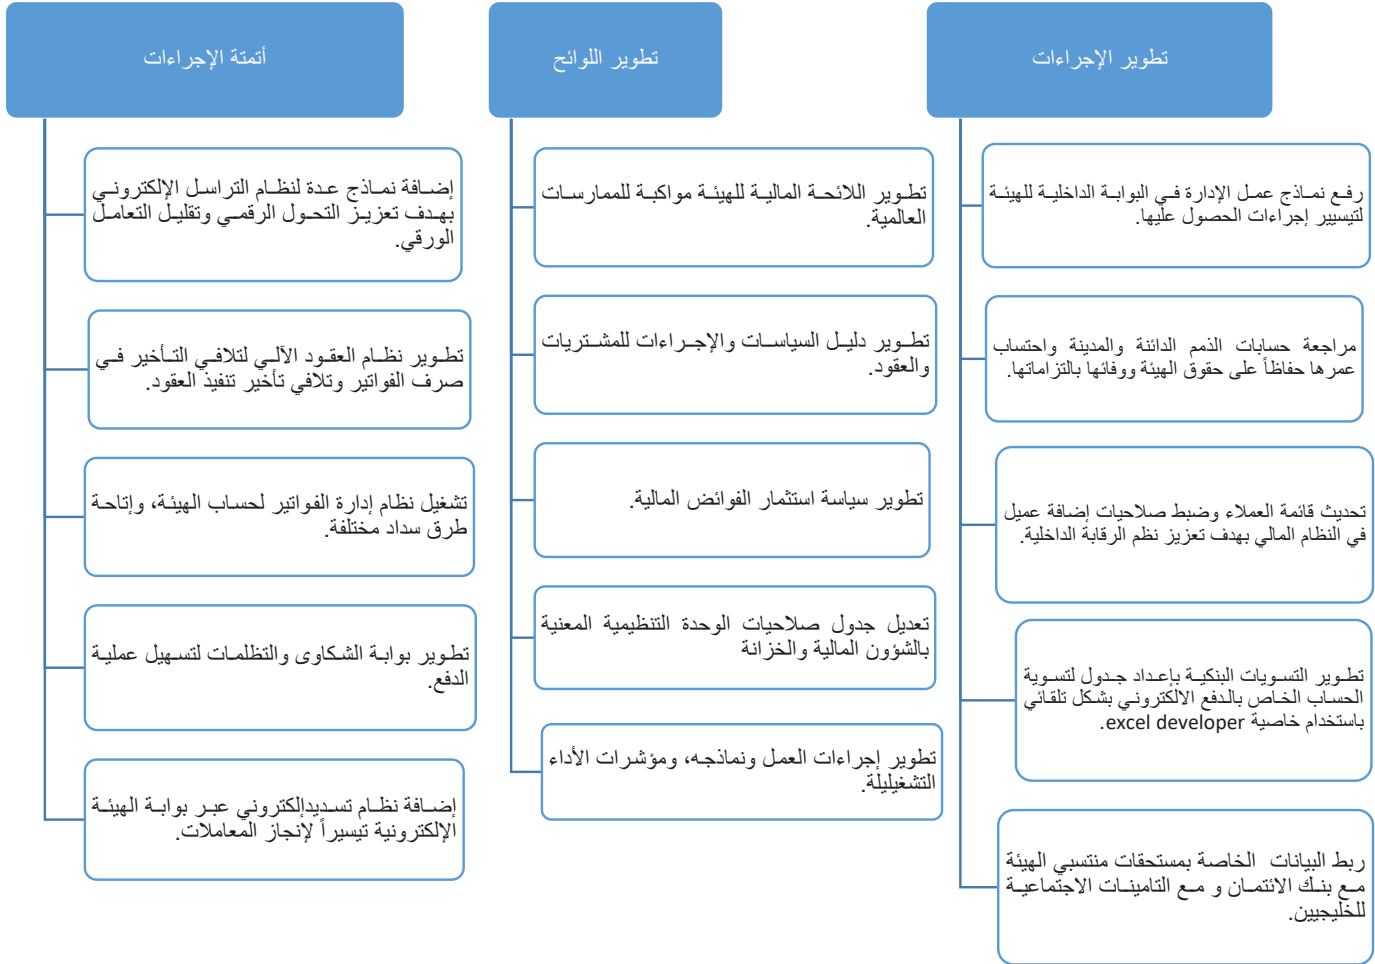 تطوير الإجراءات
رفع نماذج عمل الإدارة في البوابة الداخلية للهيئة
لتيسيير إجراءات الحصول عليها.
مراجعة حسابات الذمم الدائنة والمدينة واحتساب
عمرها حفاظاً على حقوق الهيئة ووفائها بالتزاماتها.
تحديث قائمة العملاء وضبط صلاحيات إضافة عميل
في النظام المالي بهدف تعزيز نظم الرقابة الداخلية.
تطوير التسويات البنكية بإعداد جدول لتسوية
الحساب الخاص بالدفع الالكتروني بشكل تلقائي
باستخدام خاصية excel developer.
ربط البيانات الخاصة بمستحقات منتسبي الهيئة
مع بنك الائتمان و مع التامينات الاجتماعية
للخليجيين.
تطوير اللوائح
تطوير اللائحة المالية للهيئة مواكبة للممارسات
العالمية.
تطوير دليل السياسات والإجراءات للمشتريات
والعقود.
تطوير سياسة استثمار الفوائض المالية.
تعديل جدول صلاحيات الوحدة التنظيمية المعنية
بالشؤون المالية والخزانة
تطوير إجراءات العمل ونماذجه، ومؤشرات الأداء
التشغيليلة.
أتمتة الإجراءات
إضافة نماذج عدة لنظام التراسل الإلكتروني
بهدف تعزيز التحول الرقمي وتقليل التعامل
الورقي.
تطوير نظام العقود الآلي لتلافي التأخير في
صرف الفواتير وتلافي تأخير تنفيذ العقود.
تشغيل نظام إدارة الفواتير لحساب الهيئة، وإتاحة
طرق سداد مختلفة.
تطوير بوابة الشكاوى والتظلمات لتسهيل عملية
الدفع.
إضافة نظام تسديدإلكتروني عبر بوابة الهيئة
الإلكترونية تيسيراً لإنجاز المعاملات.